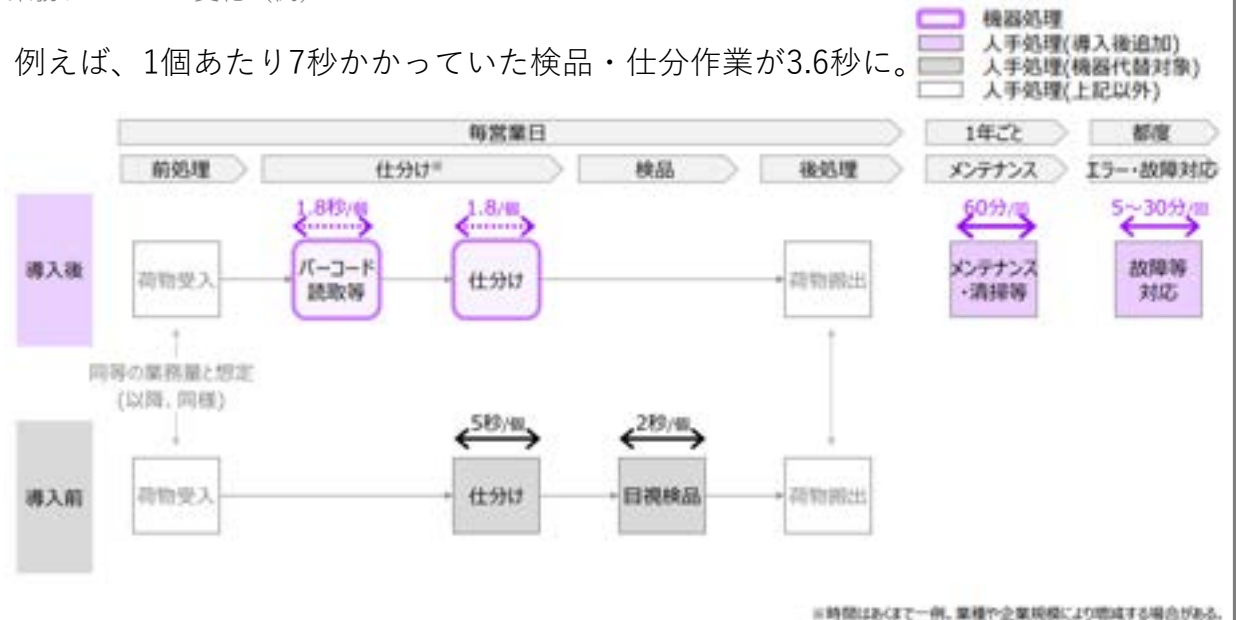 機器処理
人手処理(導入後追加)
人手処理(機器代替対象)
人手処理(上記以外)
例えば、1個あたり7秒かかっていた検品・仕分作業が3.6秒に。
毎営業日
1年ごと
都度
前処理
仕分け※
検品
後処理
メンテナンス
エラー・故障対応
1.8秒/個
1.8/個
60分/回
5～30分/回
導入後
荷物受入
バーコード
読取等
仕分け
荷物搬出
メンテナンス
・清掃等
故障等
対応
同等の業務量と想定
(以降、同様)
5秒/個
2秒/個
導入前
荷物受入
仕分け
目視検品
荷物搬出
※時間はあくまで一例。業種や企業規模により増減する場合がある。